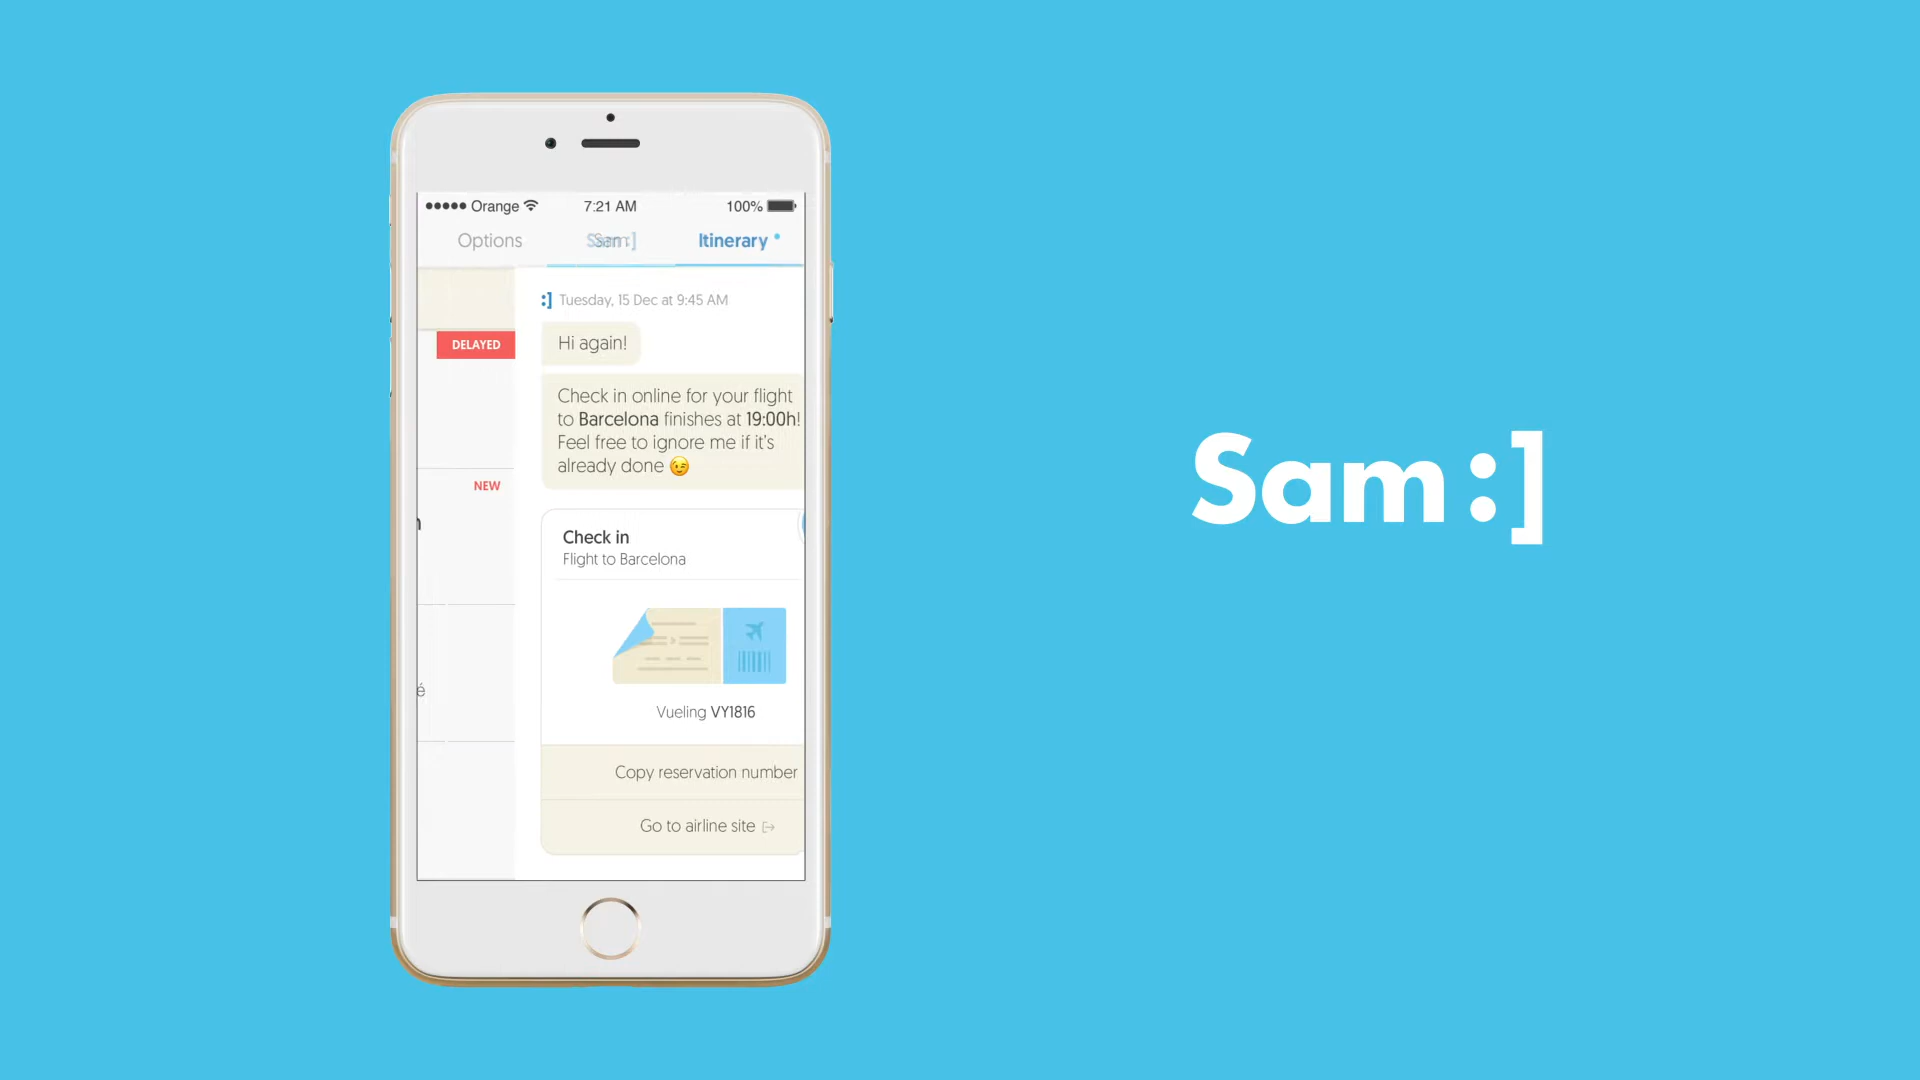 Orange
7:21 AM
100%
Options
Sam :]
Itinerary
:] Tuesday, 15 Dec at 9:45 AM
DELAYED
Hi again!
Check in online for your flight
to Barcelona finishes at 19:00h!
Feel free to ignore me if it's
already done 😉
NEW
Check in
Flight to Barcelona
é
Vueling VY1816
Copy reservation number
Go to airline site
Sam :]